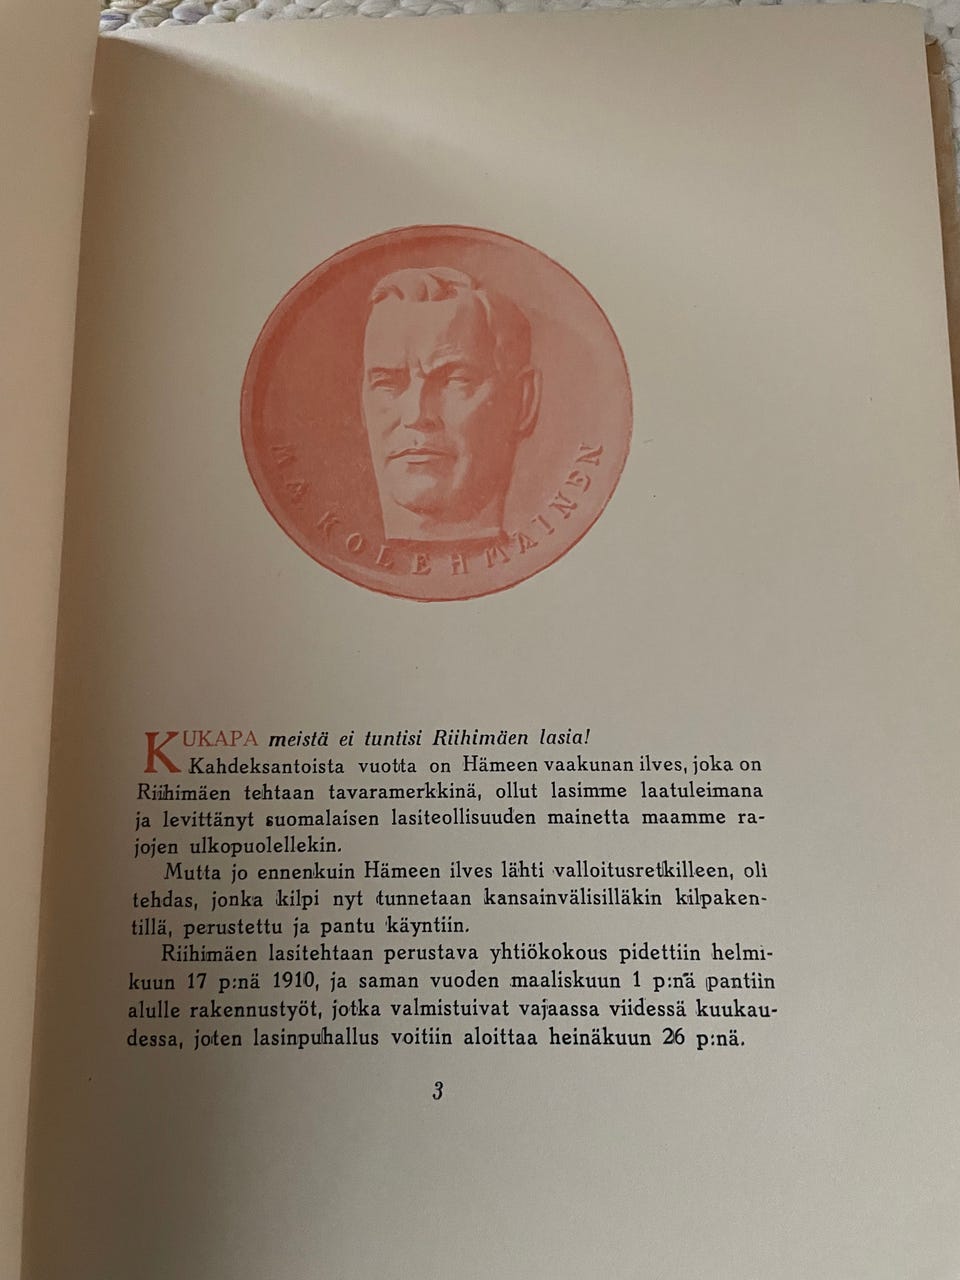 M A KOLEHMAINEN
KUKAPA meistä ei tuntisi Riihimäen lasia!
Kahdeksantoista vuotta on Hämeen vaakunan ilves, joka on
Riihimäen tehtaan tavaramerkkinä, ollut lasimme laatuleimana
ja levittänyt suomalaisen lasiteollisuuden mainetta maamme ra-
jojen ulkopuolellekin.
Mutta jo ennenkuin Hämeen ilves lähti valloitusretkilleen, oli
tehdas, jonka kilpi nyt tunnetaan kansainvälisilläkin kilpaken-
tillä, perustettu ja pantu käyntiin.
Riihimäen lasitehtaan perustava yhtiökokous pidettiin helmi-
kuun 17 p:nä 1910, ja saman vuoden maaliskuun 1 p:nä pantiin
alulle rakennustyöt, jotka valmistuivat vajaassa viidessä kuukau-
dessa, joten lasinpuhallus voitiin aloittaa heinäkuun 26 p:nä.
3